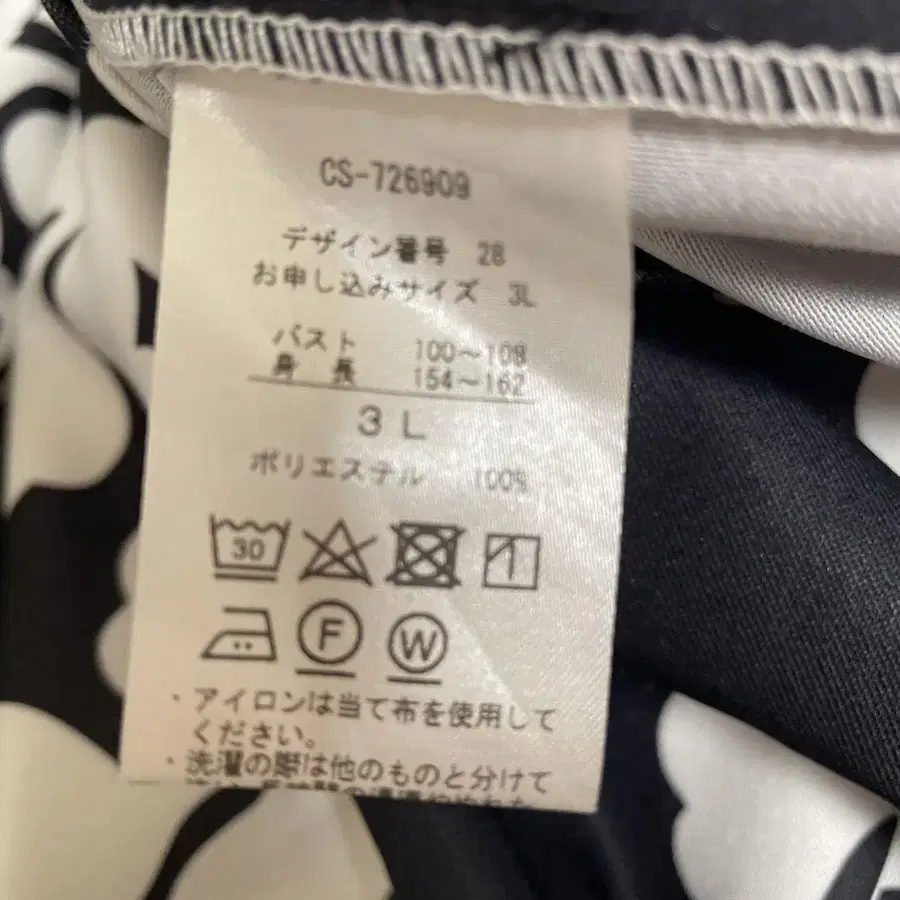 CS-726909
デザイン番号 28
お申し込みサイズ 3L
バスト 100~108
身長 154~162
3L
ポリエステル 100%
30
F
W
・アイロンは当て布を使用して
ください。
・洗濯の際は他のものと分けて